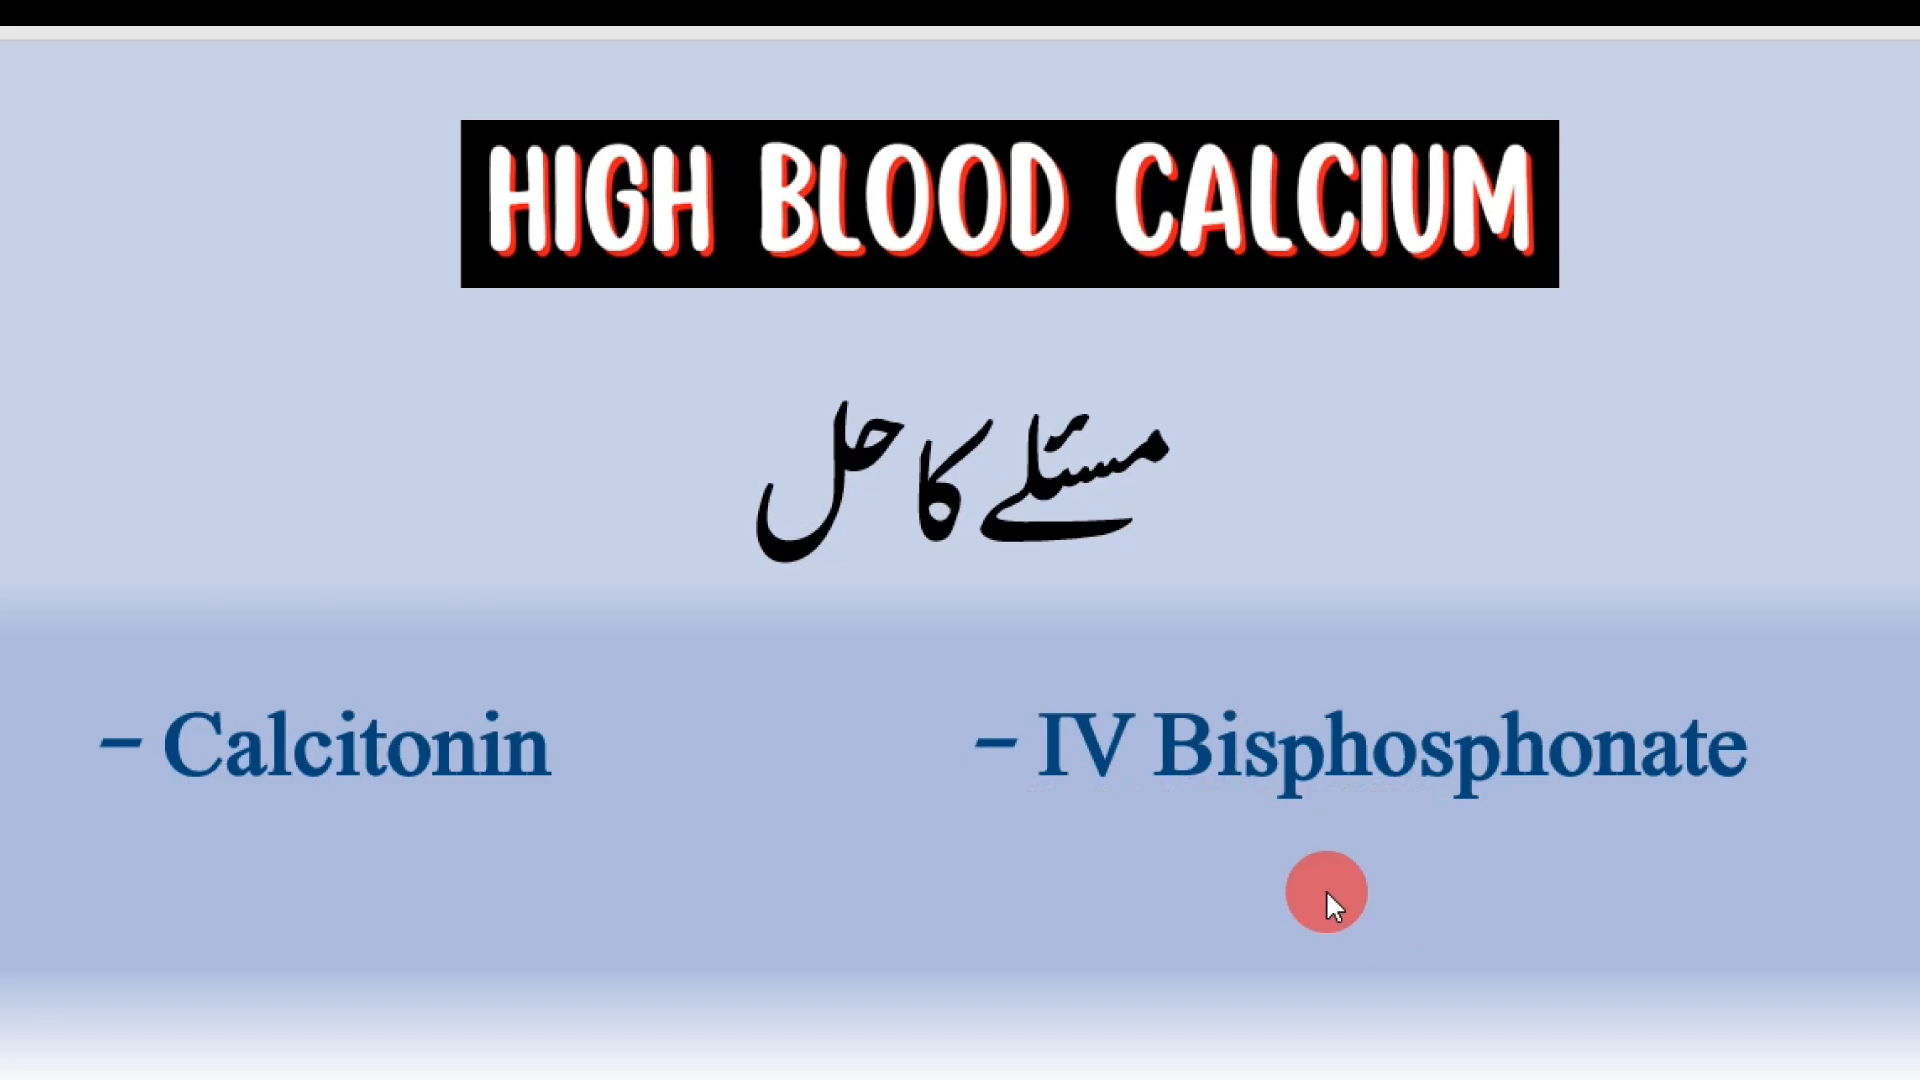 HIGH BLOOD CALCIUM
مسئلے کا حل
– Calcitonin – IV Bisphosphonate